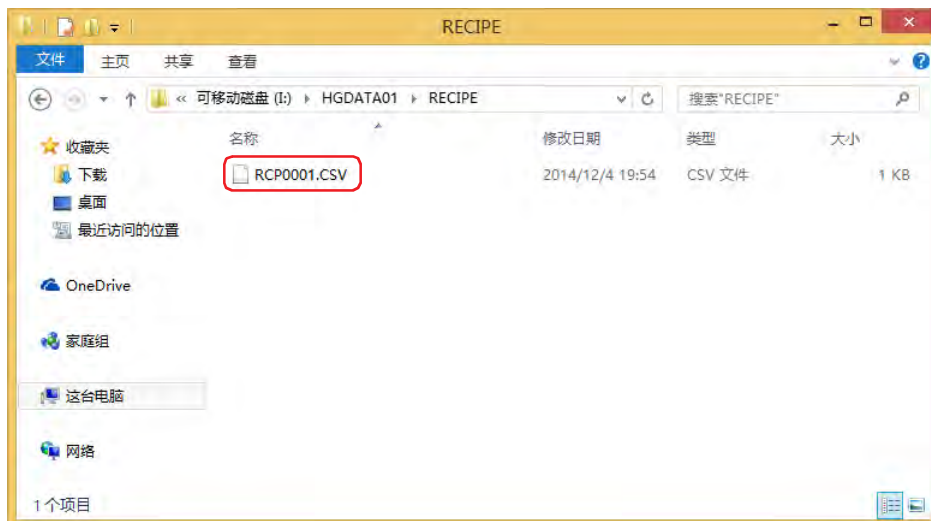 RECIPE
文件 主页 共享 查看
« 可移动磁盘 (I:) HGDATA01 RECIPE 搜索"RECIPE"
名称 修改日期 类型 大小
RCP0001.CSV 2014/12/4 19:54 CSV 文件 1 KB
收藏夹
下载
桌面
最近访问的位置
OneDrive
家庭组
这台电脑
网络
1 个项目